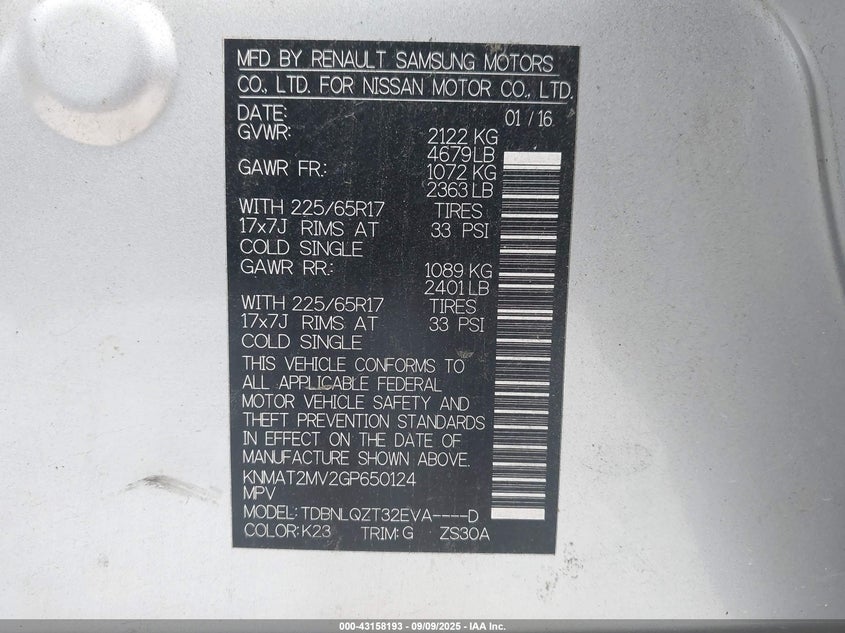 MFD BY RENAULT SAMSUNG MOTORS
CO., LTD. FOR NISSAN MOTOR CO., LTD.
DATE: 01 / 16
GVWR: 2122 KG
4679 LB
GAWR FR.: 1072 KG
2363 LB
WITH 225/65R17 TIRES
17x7J RIMS AT 33 PSI
COLD SINGLE
GAWR RR.: 1089 KG
2401 LB
WITH 225/65R17 TIRES
17x7J RIMS AT 33 PSI
COLD SINGLE
THIS VEHICLE CONFORMS TO
ALL APPLICABLE FEDERAL
MOTOR VEHICLE SAFETY AND
THEFT PREVENTION STANDARDS
IN EFFECT ON THE DATE OF
MANUFACTURE SHOWN ABOVE.
KNMAT2MV2GP650124
MPV
MODEL: TDBNLQZT32EVA----D
COLOR: K23 TRIM: G ZS30A
000-43158193 - 09/09/2025 - IAA Inc.